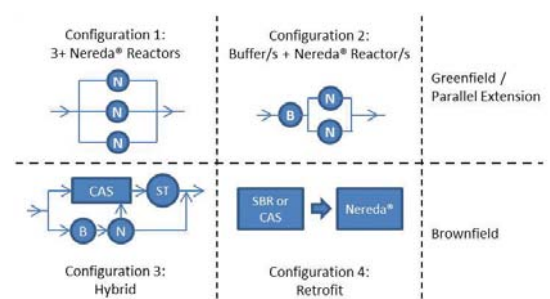 Configuration 1:
3+ Nereda® Reactors
N
N
N
Configuration 2:
Buffer/s + Nereda® Reactor/s
B
N
N
Greenfield /
Parallel Extension
CAS
ST
B
N
Configuration 3:
Hybrid
SBR or
CAS
Nereda®
Configuration 4:
Retrofit
Brownfield